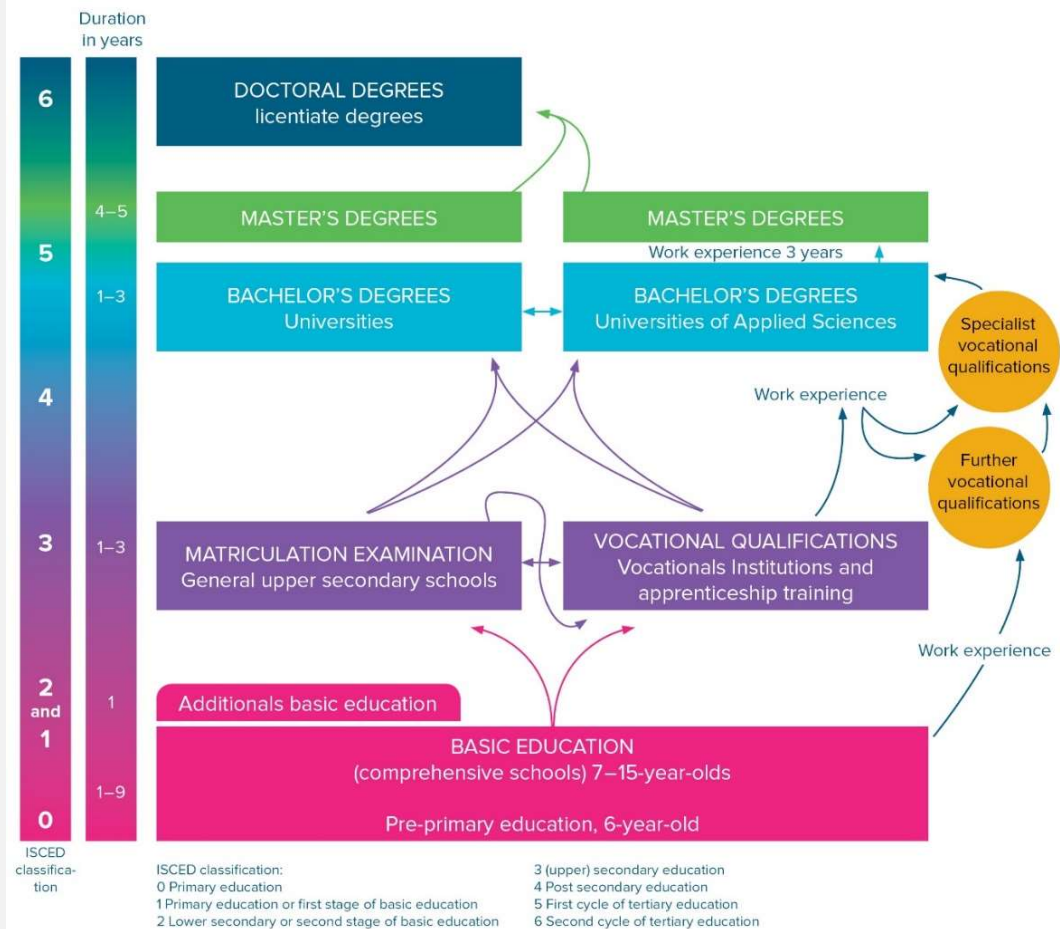 Duration
in years
6
DOCTORAL DEGREES
licentiate degrees
4–5
MASTER'S DEGREES
MASTER'S DEGREES
5
Work experience 3 years
1–3
BACHELOR'S DEGREES
Universities
BACHELOR'S DEGREES
Universities of Applied Sciences
Specialist
vocational
qualifications
4
Work experience
Further
vocational
qualifications
3
1–3
MATRICULATION EXAMINATION
General upper secondary schools
VOCATIONAL QUALIFICATIONS
Vocationals Institutions and
apprenticeship training
Work experience
2
and
1
1
Additionals basic education
BASIC EDUCATION
(comprehensive schools) 7–15-year-olds
1–9
0
Pre-primary education, 6-year-old
ISCED
classifica-
tion
ISCED classification:
0 Primary education
1 Primary education or first stage of basic education
2 Lower secondary or second stage of basic education
3 (upper) secondary education
4 Post secondary education
5 First cycle of tertiary education
6 Second cycle of tertiary education